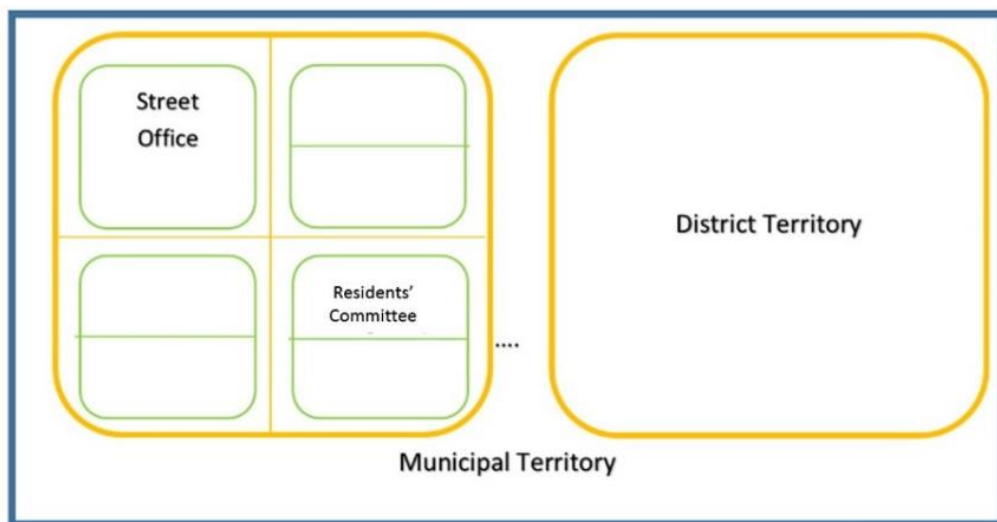 Street
Office
Residents’
Committee
....
District Territory
Municipal Territory